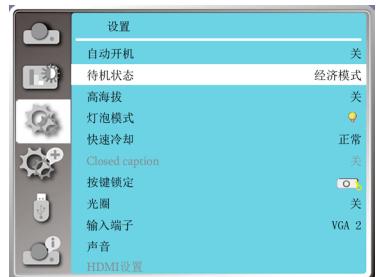 设置
自动开机 关
待机状态 经济模式
高海拔 关
灯泡模式
快速冷却 正常
Closed caption 关
按键锁定
光圈 关
输入端子 VGA 2
声音
HDMI设置